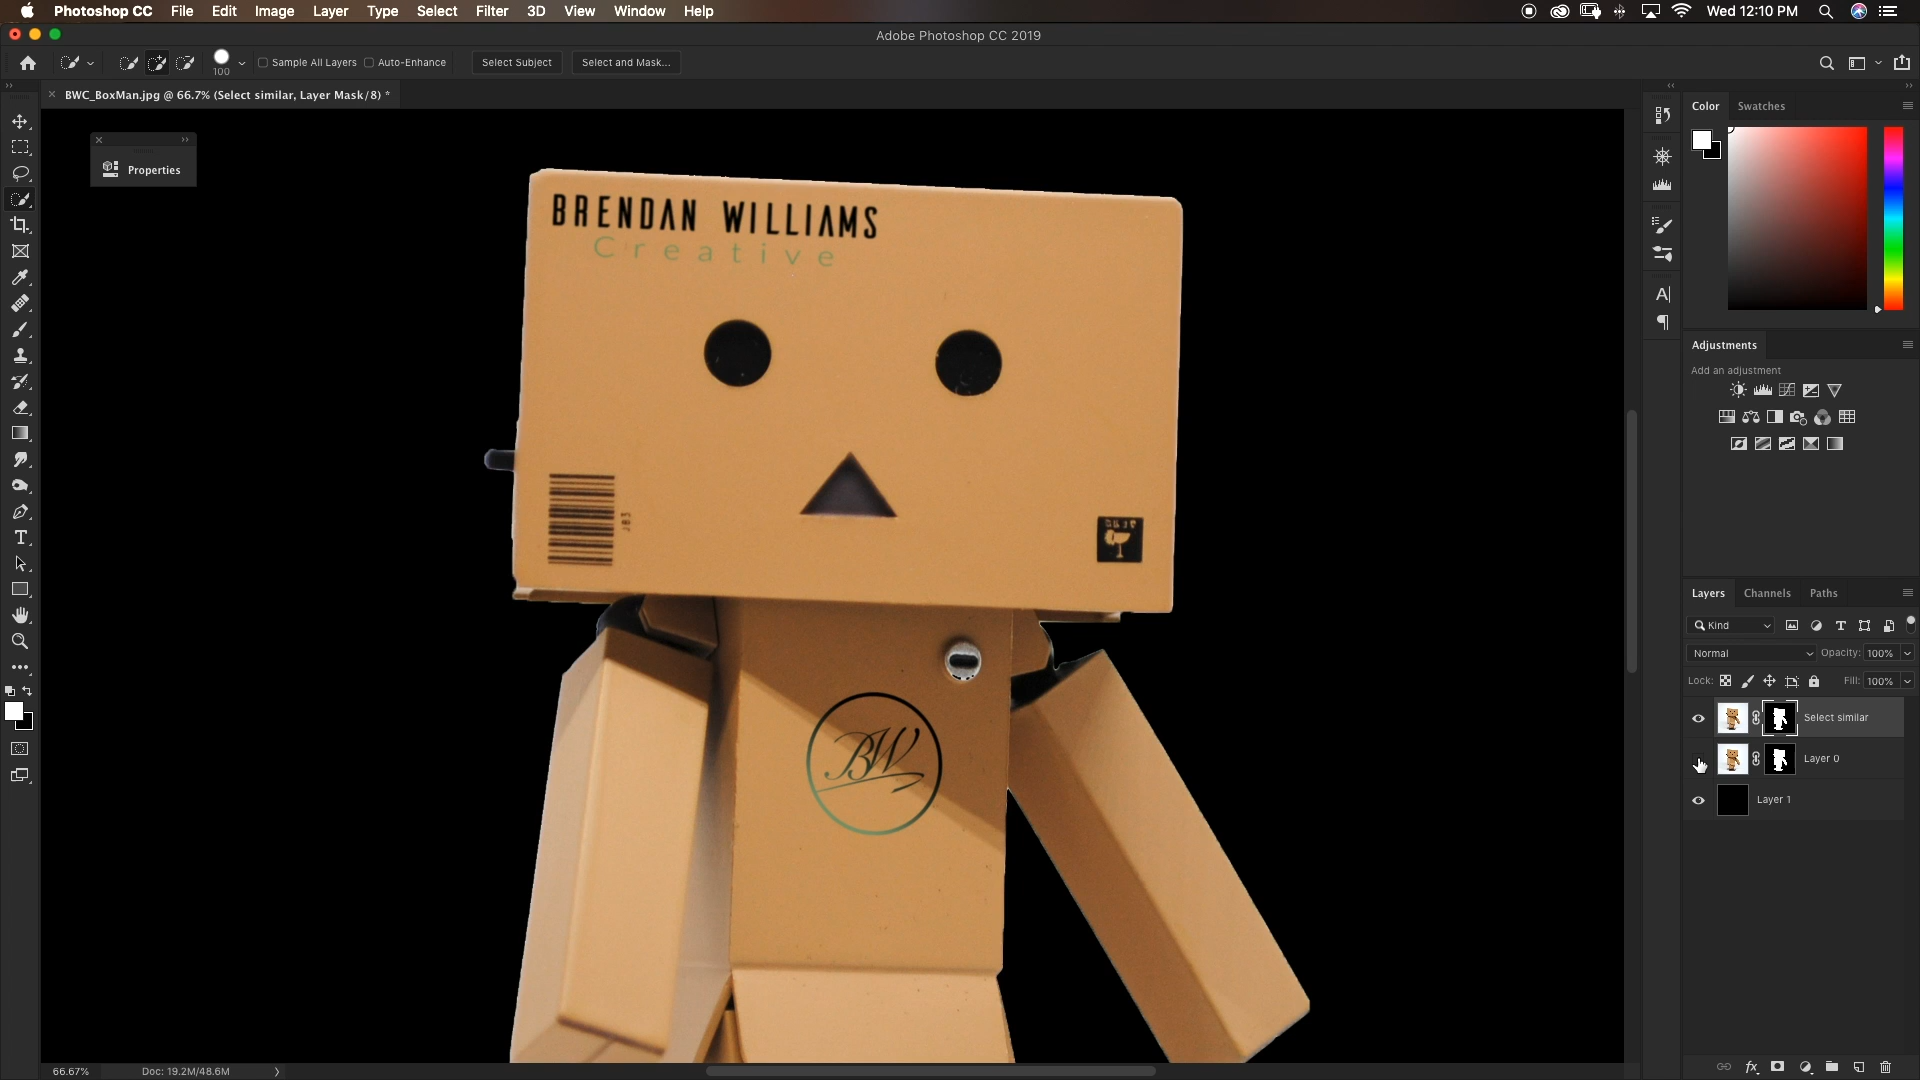 Photoshop CC File Edit Image Layer Type Select Filter 3D View Window Help Wed 12:10 PM
Adobe Photoshop CC 2019
100 Sample All Layers Auto-Enhance Select Subject Select and Mask...
BWC_BoxMan.jpg @ 66.7% (Select similar, Layer Mask/8) *
Properties
BRENDAN WILLIAMS
Creative
BW
Color Swatches
Adjustments
Add an adjustment
Layers Channels Paths
Kind
Normal Opacity: 100%
Lock: Fill: 100%
Select similar
Layer 0
Layer 1
66.67% Doc: 19.2M/48.6M